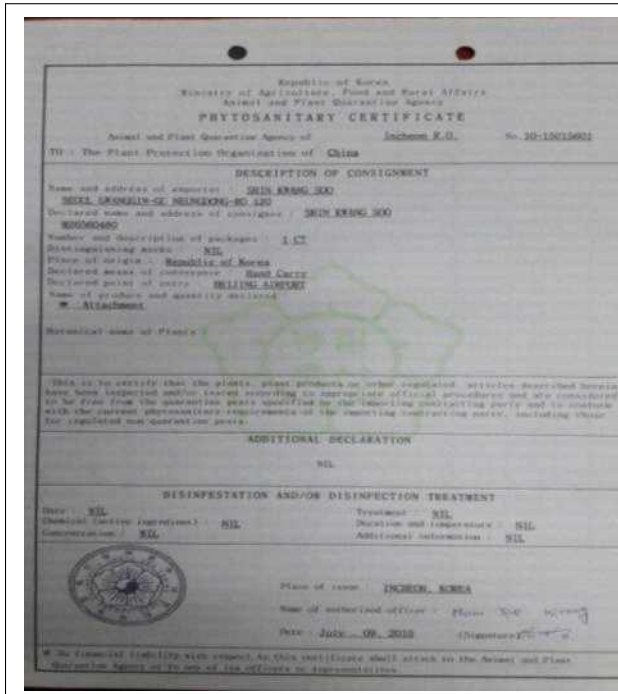 Republic of Korea
Ministry of Agriculture, Food and Rural Affairs
Animal and Plant Quarantine Agency
PHYTOSANITARY CERTIFICATE
Animal and Plant Quarantine Agency of Incheon R.O. No. 10-15015601
TO : The Plant Protection Organization of China
DESCRIPTION OF CONSIGNMENT
Name and address of exporter : SHIN KWANG SOO
SEOUL GWANGJIN-GU NEUNGDONG-RO 120
Declared name and address of consignee : SHIN KWANG SOO
Number and description of packages : 1 CT
Distinguishing marks : NIL
Place of origin : Republic of Korea
Declared means of conveyance : Hand Carry
Declared point of entry : BEIJING AIRPORT
Name of produce and quantity declared :
※ Attachment
Botanical name of Plants :
This is to certify that the plants, plant products or other regulated articles described herein
have been inspected and/or tested according to appropriate official procedures and are considered
to be free from the quarantine pests specified by the importing contracting party and to conform
with the current phytosanitary requirements of the importing contracting party, including those
for regulated non-quarantine pests.
ADDITIONAL DECLARATION
NIL
DISINFESTATION AND/OR DISINFECTION TREATMENT
Date : NIL Treatment : NIL
Chemical (active ingredient) : NIL Duration and temperature : NIL
Concentration : NIL Additional information : NIL
Place of issue : INCHEON, KOREA
Name of authorized officer :
Date : July . 09, (Signature)
※ No financial liability with respect to this certificate shall attach to the Animal and Plant
Quarantine Agency or to any of its officers or representatives.